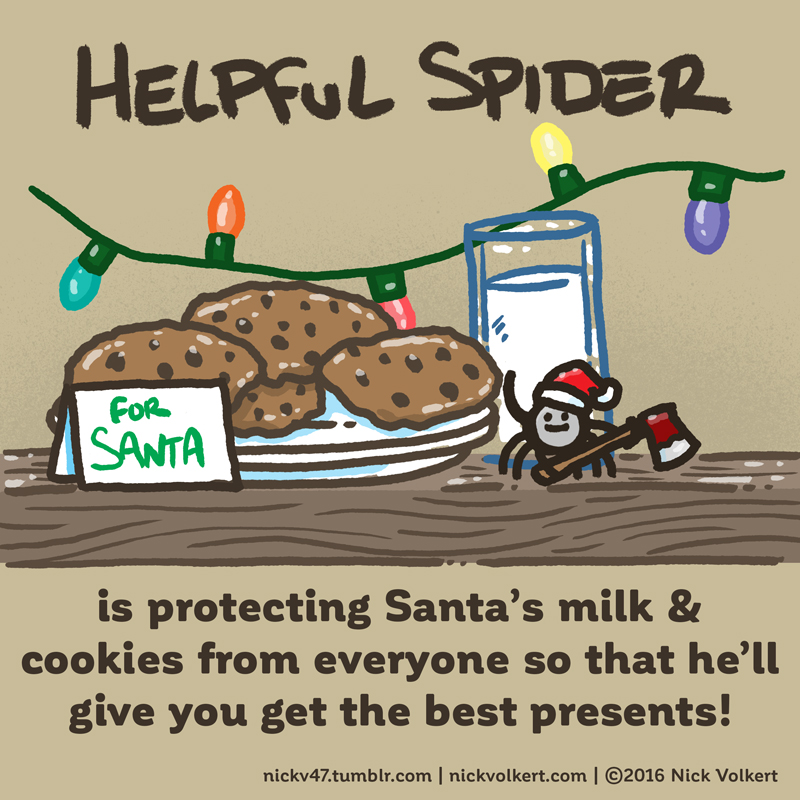 HELPFUL SPIDER
FOR
SANTA
is protecting Santa’s milk &
cookies from everyone so that he’ll
give you get the best presents!
nickv47.tumblr.com | nickvolkert.com | ©2016 Nick Volkert